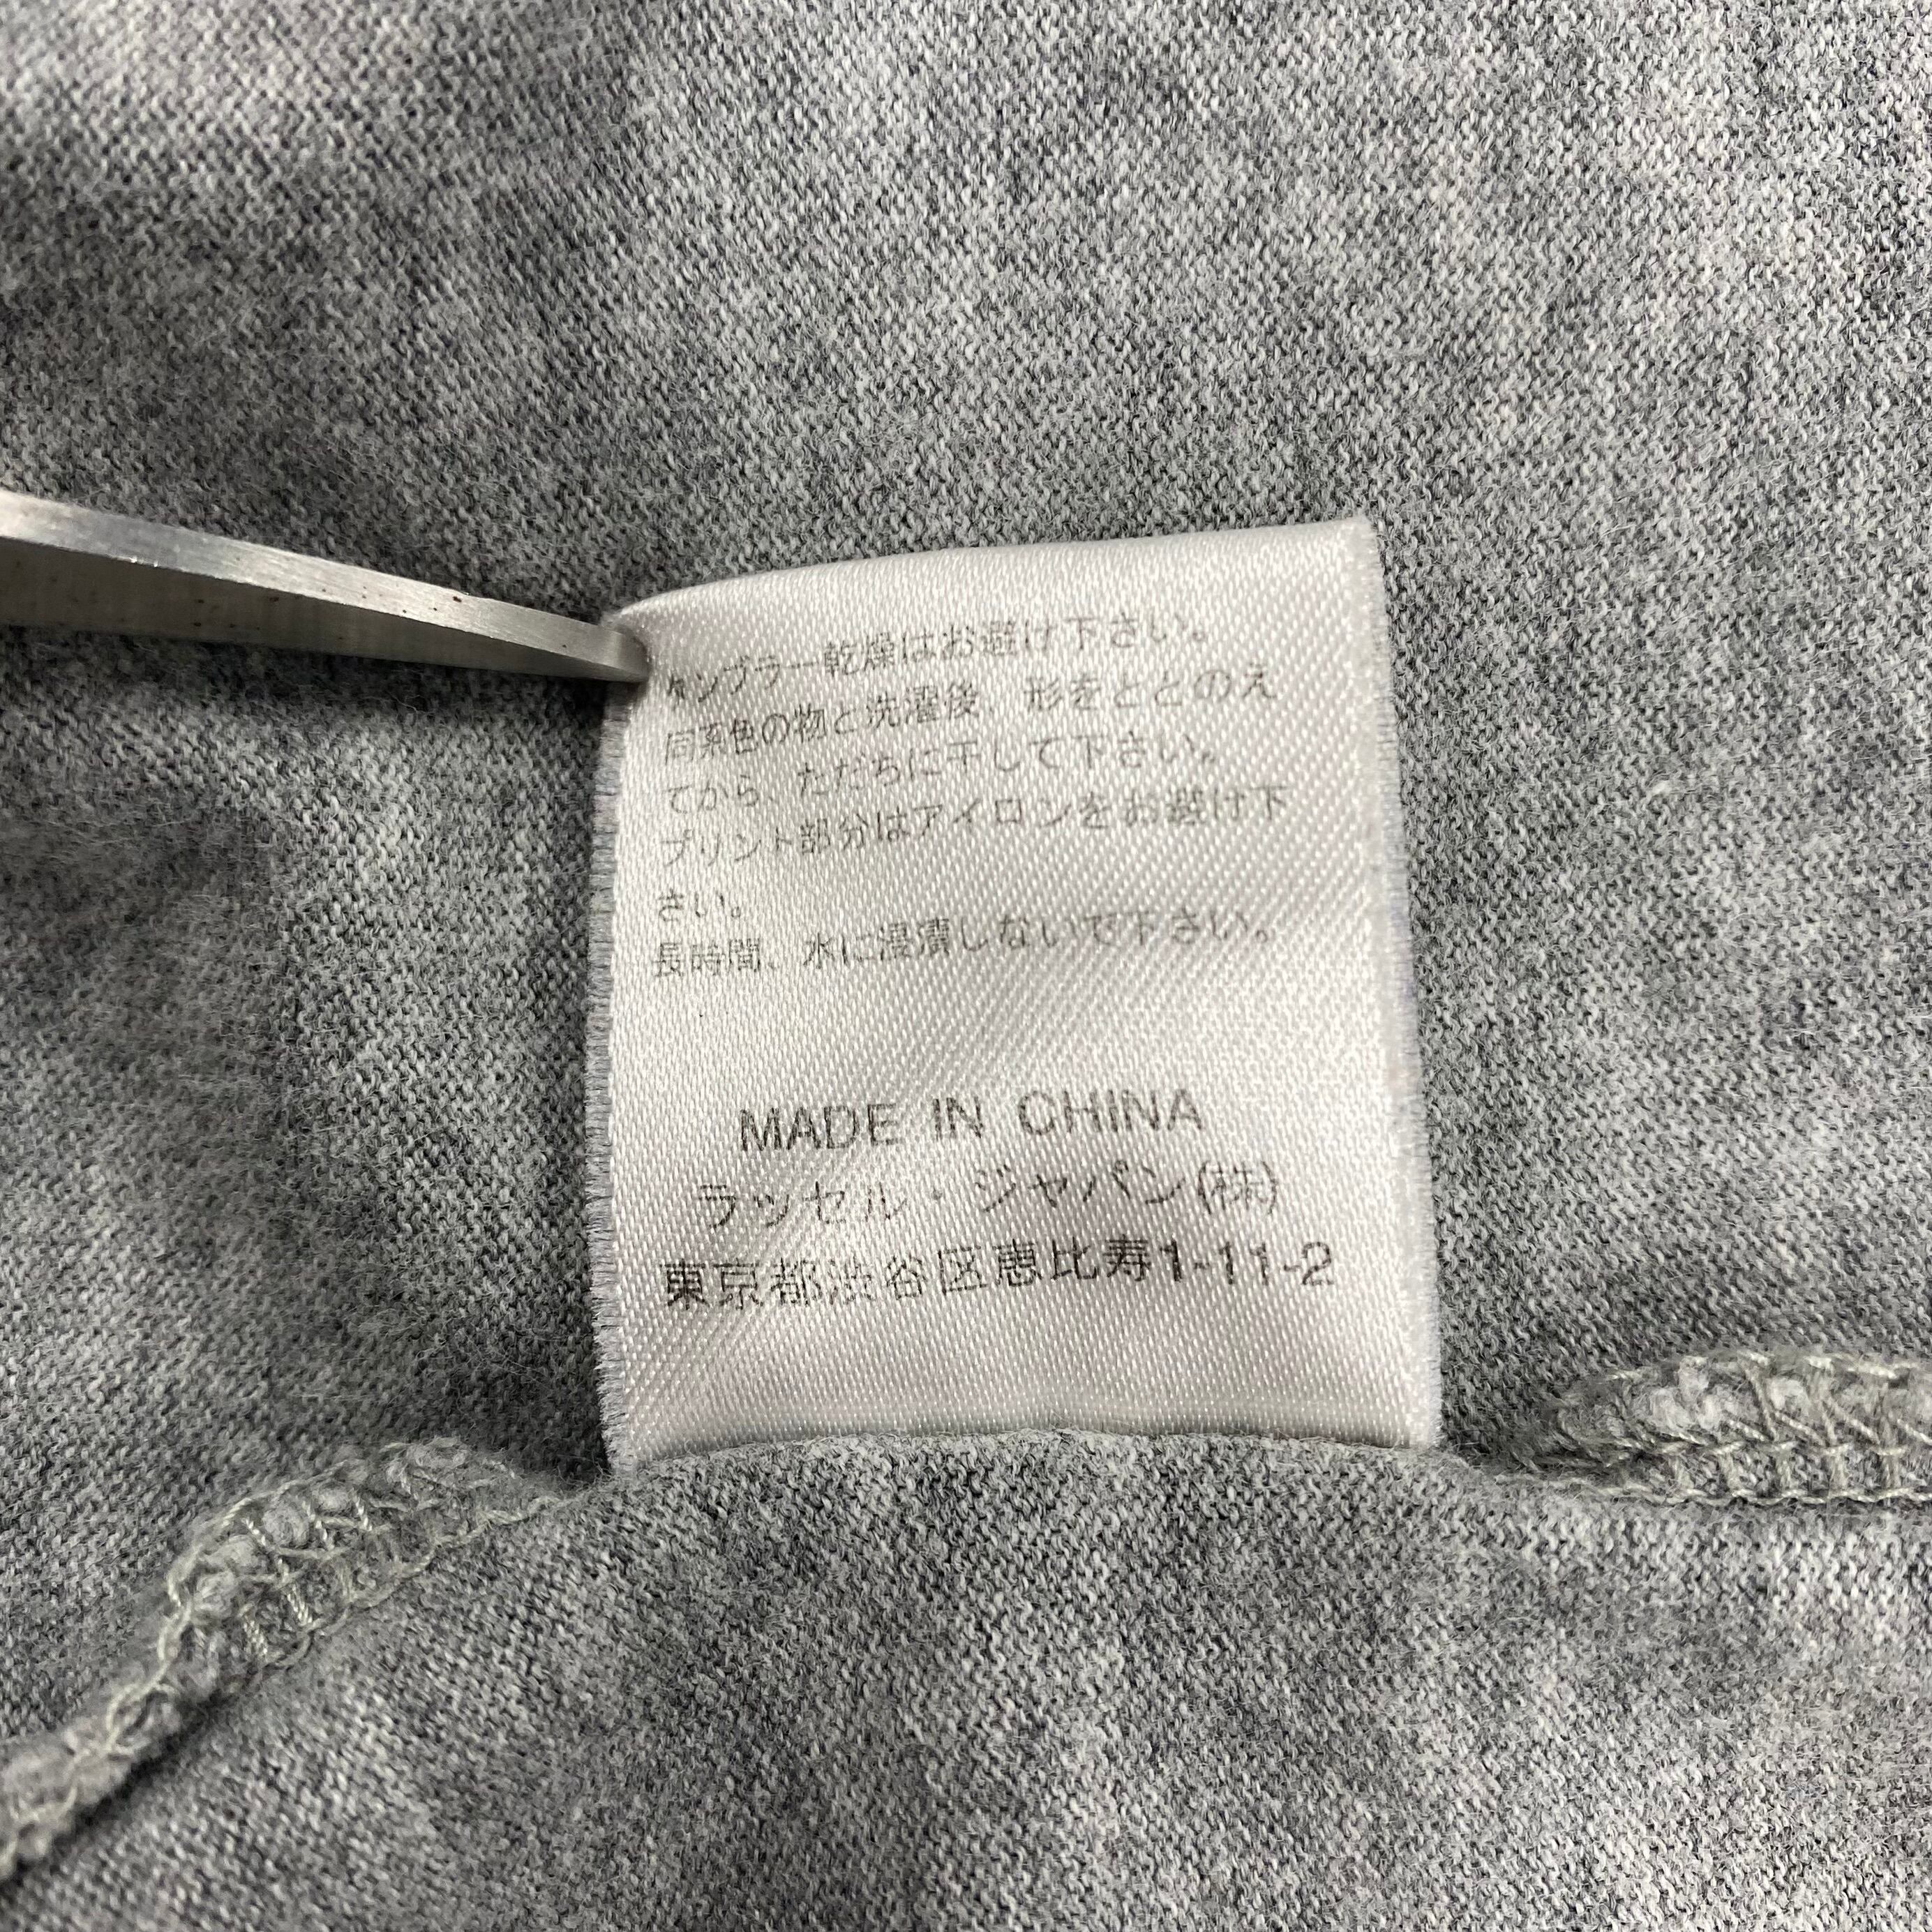 タンブラー乾燥はお避け下さい。
同系色の物と洗濯後　形をととのえ
てから、ただちに干して下さい。
プリント部分はアイロンをお避け下
さい。
長時間、水に浸漬しないで下さい。
MADE IN CHINA
ラッセル・ジャパン(株)
東京都渋谷区恵比寿1-11-2